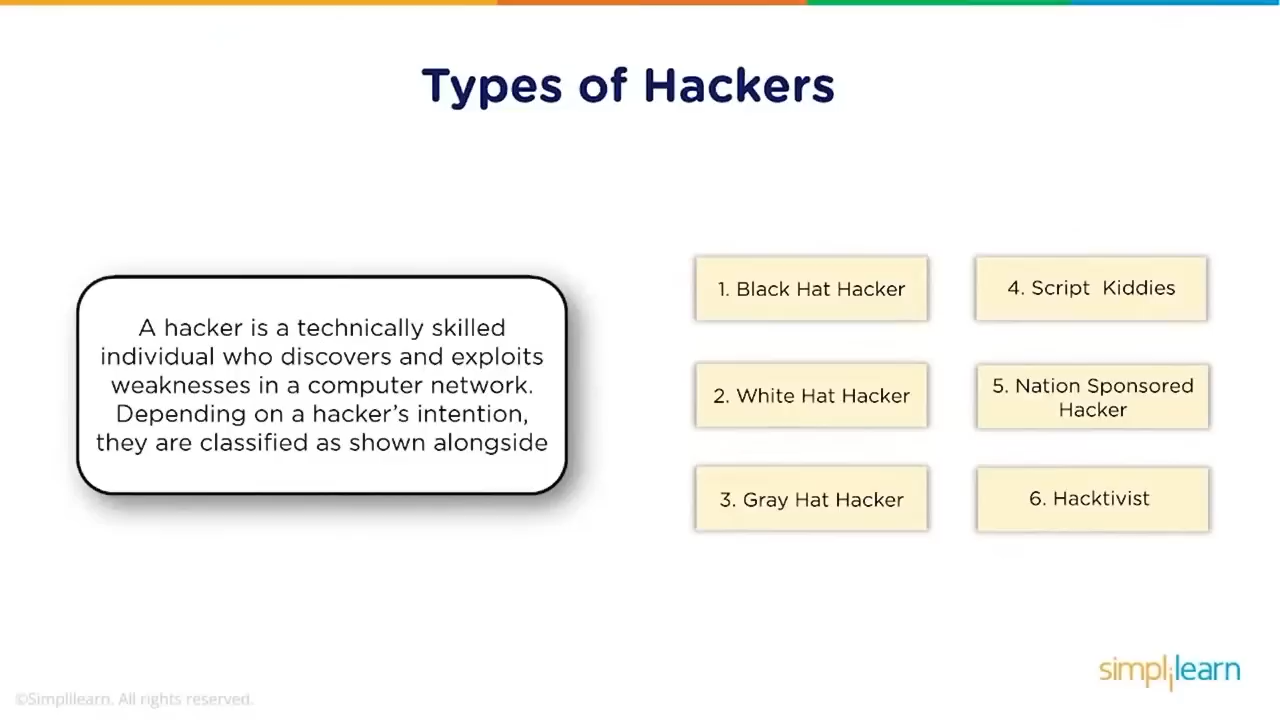 Types of Hackers
A hacker is a technically skilled
individual who discovers and exploits
weaknesses in a computer network.
Depending on a hacker's intention,
they are classified as shown alongside
1. Black Hat Hacker
4. Script Kiddies
2. White Hat Hacker
5. Nation Sponsored
Hacker
3. Gray Hat Hacker
6. Hacktivist
simplilearn
©Simplilearn. All rights reserved.